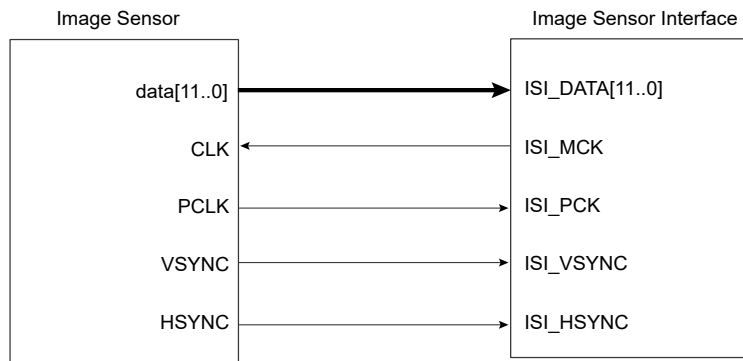 Image Sensor
Image Sensor Interface
data[11..0]
ISI_DATA[11..0]
CLK
ISI_MCK
PCLK
ISI_PCK
VSYNC
ISI_VSYNC
HSYNC
ISI_HSYNC